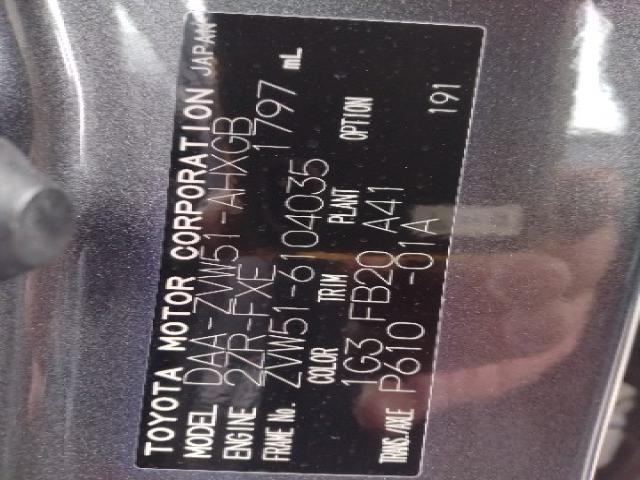 TOYOTA MOTOR CORPORATION JAPAN
MODEL DAA-ZVW51-AHXGB
ENGINE 2ZR-FXE 1797 mL
FRAME No. ZVW51-6104035
COLOR TRIM PLANT OPTION
1G3 FB20 A41
TRANS./AXLE P610 -01A
191